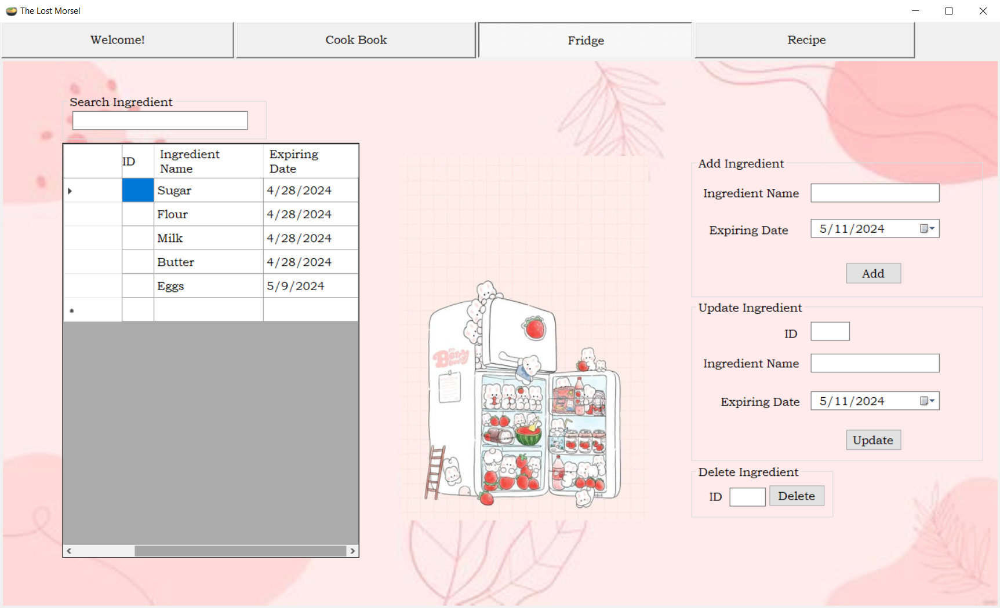 The Lost Morsel
Welcome!
Cook Book
Fridge
Recipe
Search Ingredient
ID
Ingredient
Name
Expiring
Date
Sugar 4/28/2024
Flour 4/28/2024
Milk 4/28/2024
Butter 4/28/2024
Eggs 5/9/2024
Berry
Add Ingredient
Ingredient Name
Expiring Date 5/11/2024
Add
Update Ingredient
ID
Ingredient Name
Expiring Date 5/11/2024
Update
Delete Ingredient
ID Delete